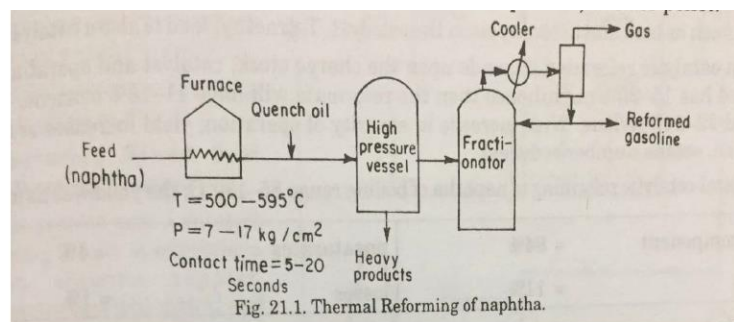 Cooler
Gas
Furnace
Quench oil
Feed
(naphtha)
High
pressure
vessel
Fracti-
onator
Reformed
gasoline
T=500–595°C
P=7–17 kg/cm2
Contact time=5–20
Seconds
Heavy
products
Fig. 21.1. Thermal Reforming of naphtha.